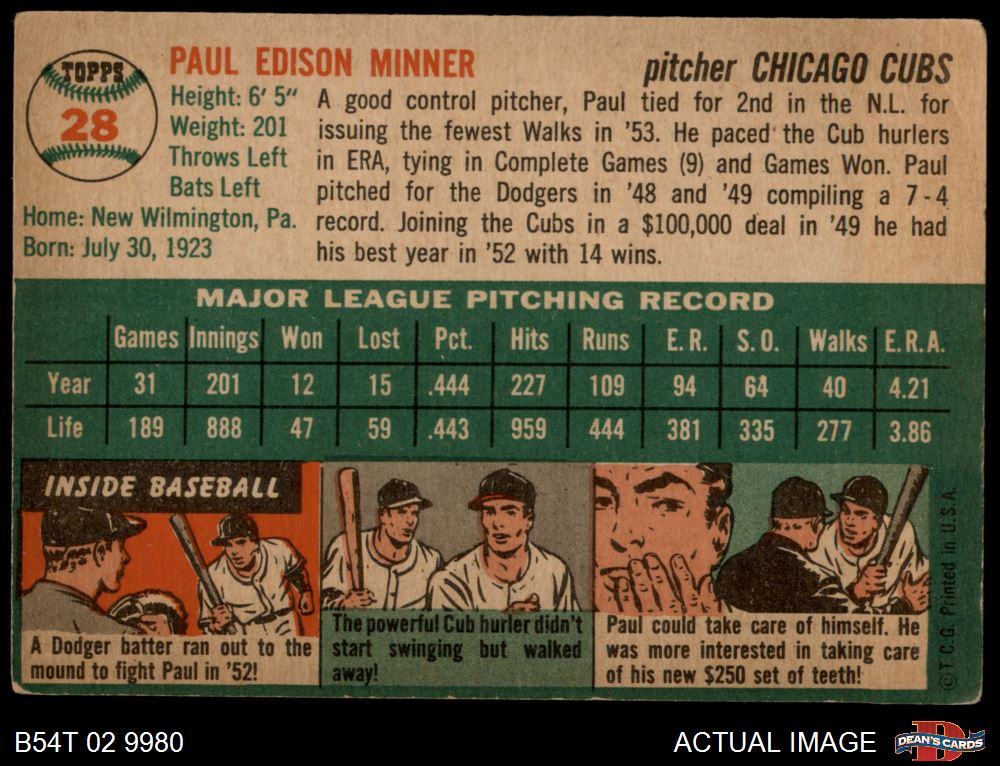 TOPPS
28
PAUL EDISON MINNER
pitcher CHICAGO CUBS
Height: 6' 5"
Weight: 201
Throws Left
Bats Left
Home: New Wilmington, Pa.
Born: July 30, 1923
A good control pitcher, Paul tied for 2nd in the N.L. for
issuing the fewest Walks in '53. He paced the Cub hurlers
in ERA, tying in Complete Games (9) and Games Won. Paul
pitched for the Dodgers in '48 and '49 compiling a 7-4
record. Joining the Cubs in a $100,000 deal in '49 he had
his best year in '52 with 14 wins.
MAJOR LEAGUE PITCHING RECORD
Games Innings Won Lost Pct. Hits Runs E.R. S.O. Walks E.R.A.
Year 31 201 12 15 .444 227 109 94 64 40 4.21
Life 189 888 47 59 .443 959 444 381 335 277 3.86
INSIDE BASEBALL
A Dodger batter ran out to the
mound to fight Paul in '52!
The powerful Cub hurler didn't
start swinging but walked
away!
Paul could take care of himself. He
was more interested in taking care
of his new $250 set of teeth!
© T.C.G. Printed in U.S.A.
B54T 02 9980
ACTUAL IMAGE
DEAN'S CARDS